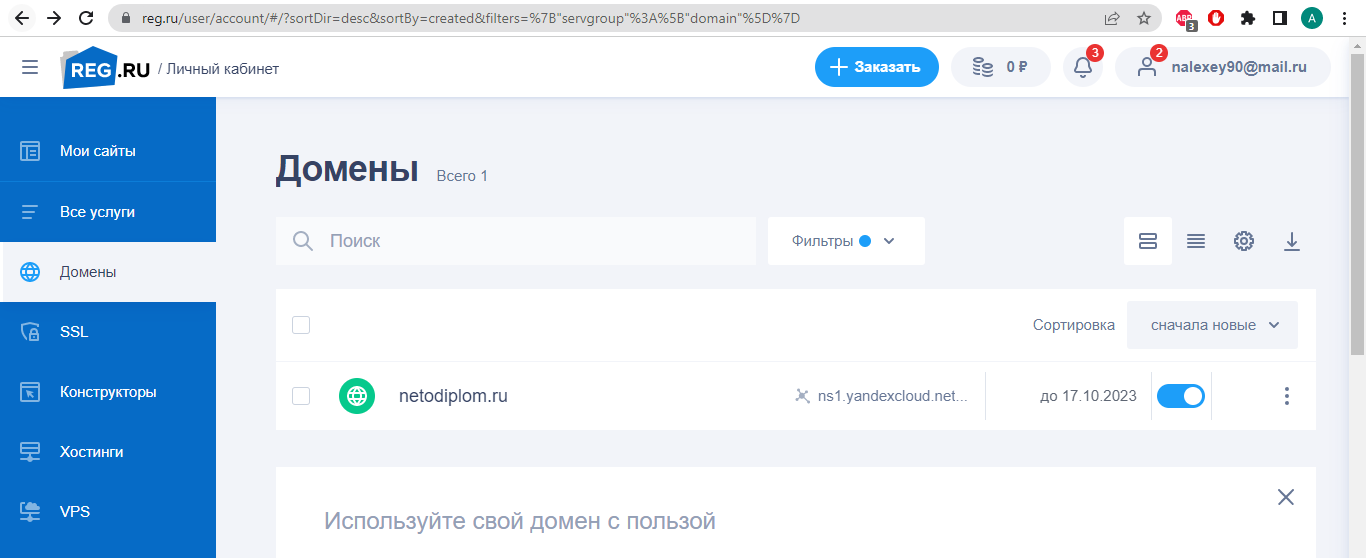 reg.ru/user/account/#/?sortDir=desc&sortBy=created&filters=%7B"servgroup"%3A%5B"domain"%5D%7D
ABP 3
A
REG.RU / Личный кабинет
Заказать
0 ₽
3
2
nalexey90@mail.ru
Мои сайты
Все услуги
Домены
SSL
Конструкторы
Хостинги
VPS
Домены Всего 1
Поиск
Фильтры
Сортировка сначала новые
netodiplom.ru ns1.yandexcloud.net... до 17.10.2023
Используйте свой домен с пользой